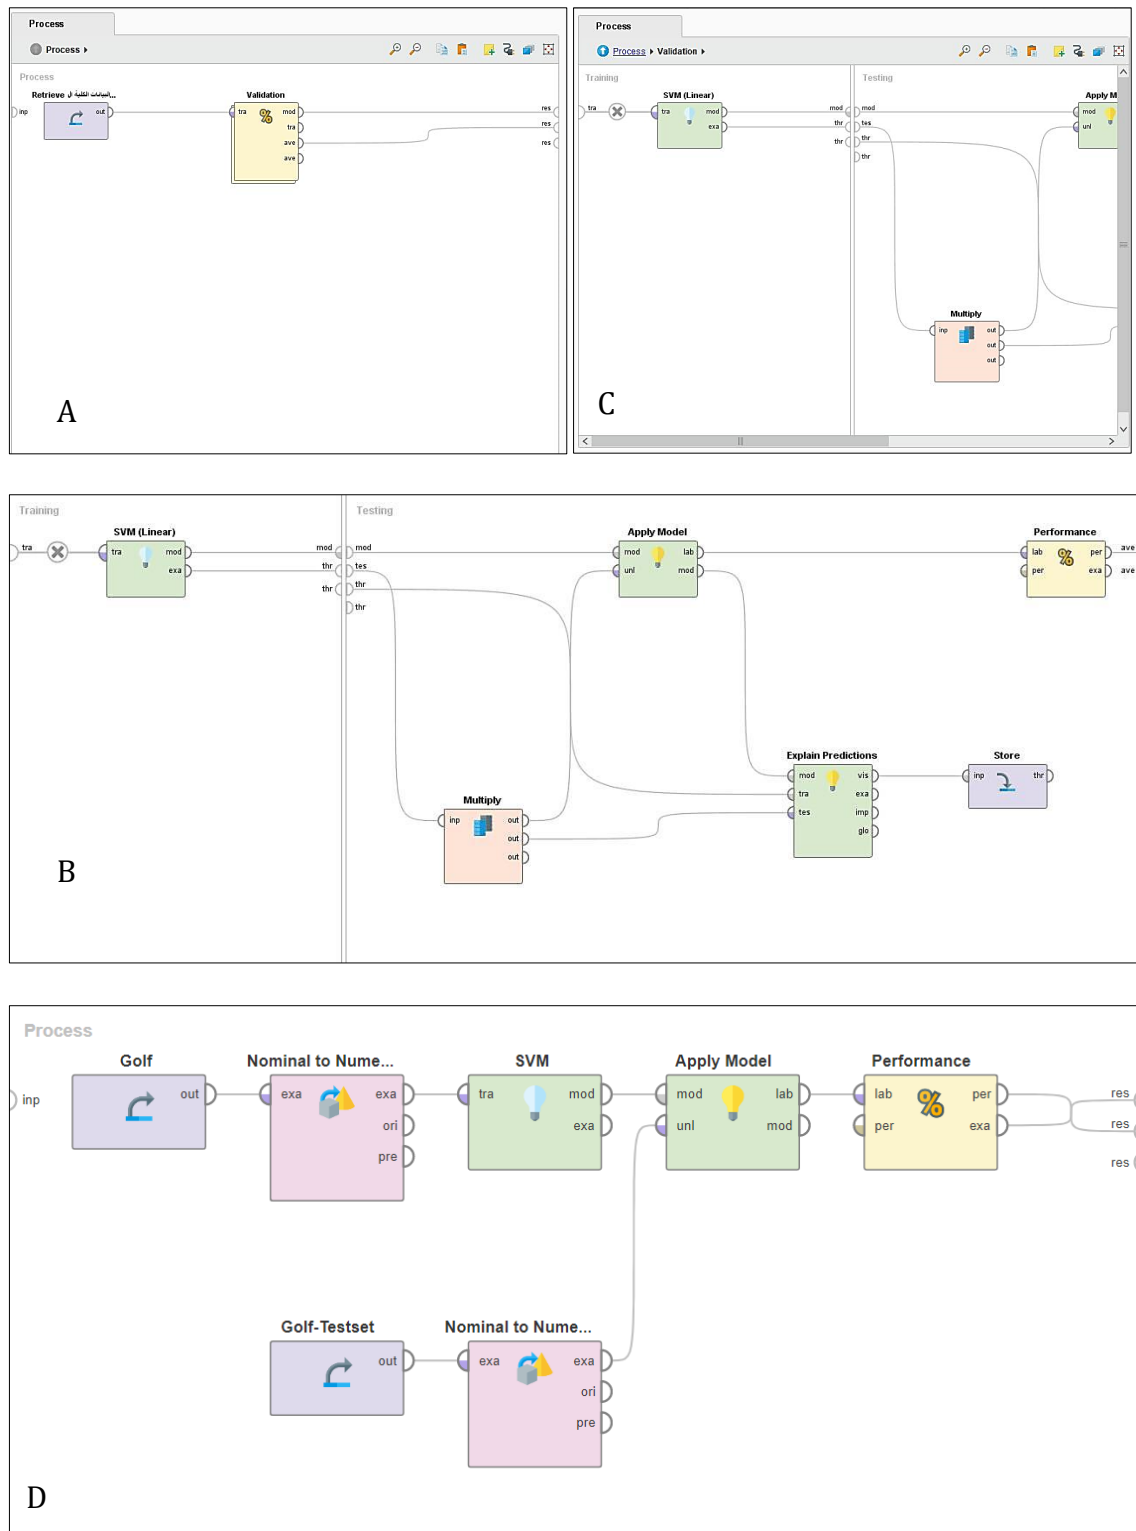 Process
Process
Process
inp
Retrieve البيانات الكلية ل...
out
Validation
tra
mod
tra
ave
ave
res
res
res
A
Process
Process Validation
Training
tra
SVM (Linear)
tra
mod
exa
mod
thr
thr
Testing
mod
tes
thr
thr
Apply M
mod
unl
Multiply
inp
out
out
out
C
Training
tra
SVM (Linear)
tra
mod
exa
mod
thr
thr
Testing
mod
tes
thr
thr
Apply Model
mod
unl
lab
mod
Performance
lab
per
per
exa
ave
ave
Multiply
inp
out
out
out
Explain Predictions
mod
tra
tes
vis
exa
imp
glo
Store
inp
thr
B
Process
inp
Golf
out
Nominal to Nume...
exa
exa
ori
pre
SVM
tra
mod
exa
Apply Model
mod
unl
lab
mod
Performance
lab
per
per
exa
res
res
res
Golf-Testset
out
Nominal to Nume...
exa
exa
ori
pre
D